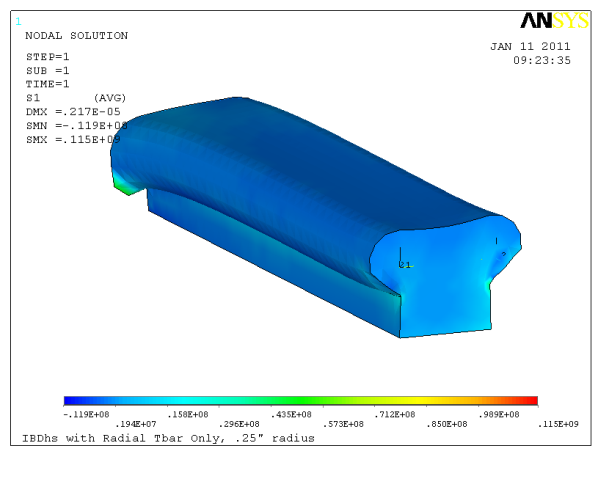 1
ANSYS
NODAL SOLUTION
JAN 11 2011
09:23:35
STEP=1
SUB =1
TIME=1
S1 (AVG)
DMX =.217E-05
SMN =-.119E+08
SMX =.115E+09
-.119E+08 .158E+08 .435E+08 .712E+08 .989E+08
.194E+07 .296E+08 .573E+08 .850E+08 .115E+09
IBDhs with Radial Tbar Only, .25" radius